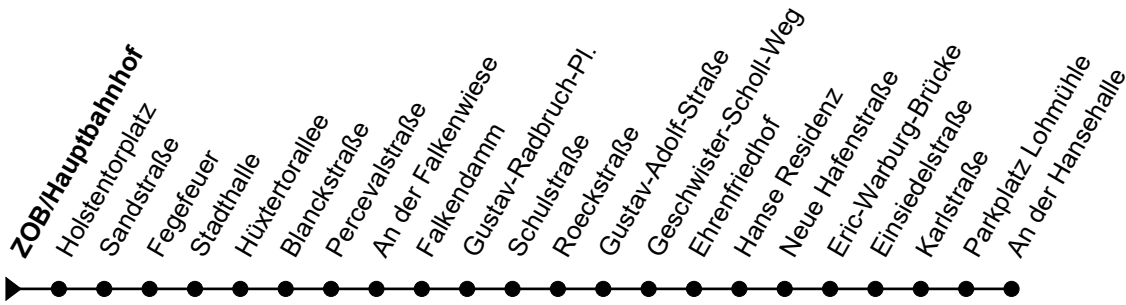 ZOB/Hauptbahnhof
Holstentorplatz
Sandstraße
Fegefeuer
Stadthalle
Hüxtertorallee
Blanckstraße
Percevalstraße
An der Falkenwiese
Falkendamm
Gustav-Radbruch-Pl.
Schulstraße
Roeckstraße
Gustav-Adolf-Straße
Geschwister-Scholl-Weg
Ehrenfriedhof
Hanse Residenz
Neue Hafenstraße
Eric-Warburg-Brücke
Einsiedelstraße
Karlstraße
Parkplatz Lohmühle
An der Hansehalle